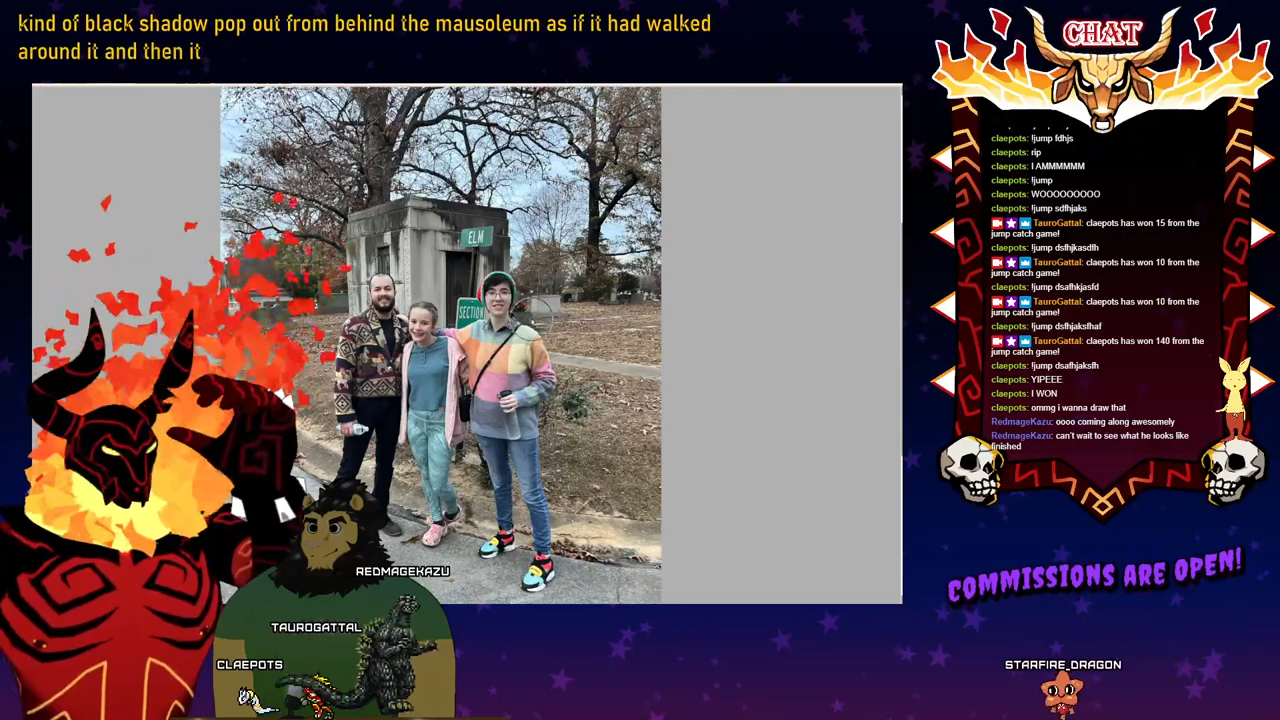 kind of black shadow pop out from behind the mausoleum as if it had walked
around it and then it
CHAT
claepots: !jump fdhjs
claepots: rip
claepots: I AMMMMMM
claepots: !jump
claepots: WOOOOOOOOO
claepots: !jump sdfhjaks
TauroGattal: claepots has won 15 from the
jump catch game!
claepots: !jump dsfhjkasdfh
TauroGattal: claepots has won 10 from the
jump catch game!
claepots: !jump dsafhkjasfd
TauroGattal: claepots has won 10 from the
jump catch game!
claepots: !jump dsfhjaksfhaf
TauroGattal: claepots has won 140 from the
jump catch game!
claepots: !jump dsafhjaksfh
claepots: YIPEEE
claepots: I WON
claepots: ommg i wanna draw that
RedmageKazu: oooo coming along awesomely
RedmageKazu: can't wait to see what he looks like
finished
ELM
SECTION
REDMAGEKAZU
TAUROGATTAL
CLAEPOTS
COMMISSIONS ARE OPEN!
STARFIRE_DRAGON